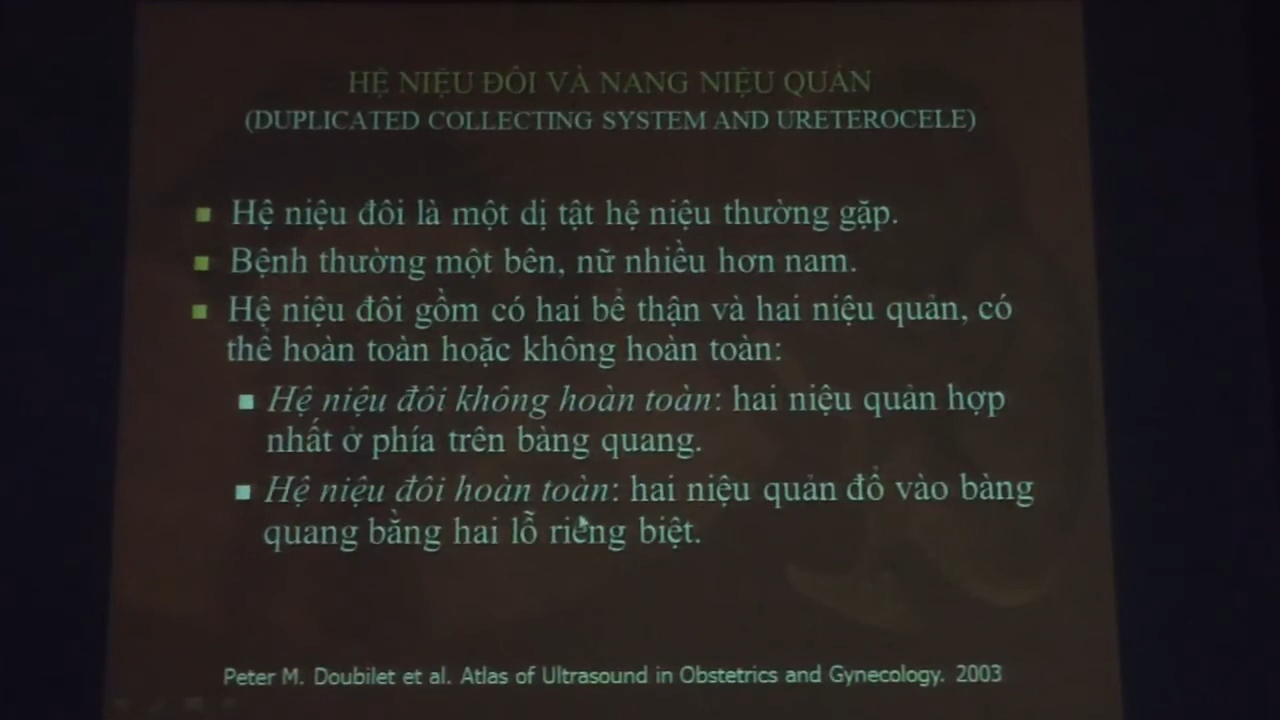 HỆ NIỆU ĐÔI VÀ NANG NIỆU QUẢN
(DUPLICATED COLLECTING SYSTEM AND URETEROCELE)
Hệ niệu đôi là một dị tật hệ niệu thường gặp.
Bệnh thường một bên, nữ nhiều hơn nam.
Hệ niệu đôi gồm có hai bể thận và hai niệu quản, có
thể hoàn toàn hoặc không hoàn toàn:
Hệ niệu đôi không hoàn toàn: hai niệu quản hợp
nhất ở phía trên bàng quang.
Hệ niệu đôi hoàn toàn: hai niệu quản đổ vào bàng
quang bằng hai lỗ riêng biệt.
Peter M. Doubilet et al. Atlas of Ultrasound in Obstetrics and Gynecology. 2003